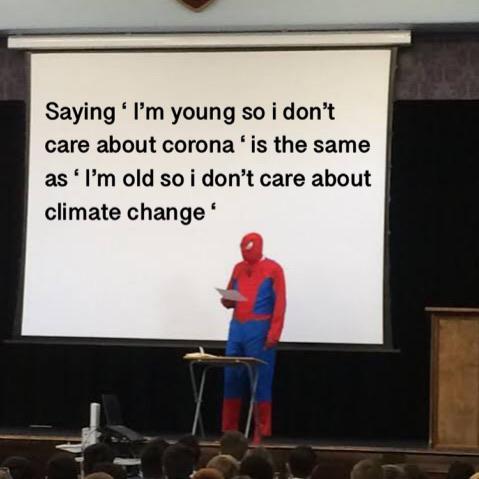 Saying ‘ I’m young so i don’t
care about corona ‘ is the same
as ‘ I’m old so i don’t care about
climate change ‘